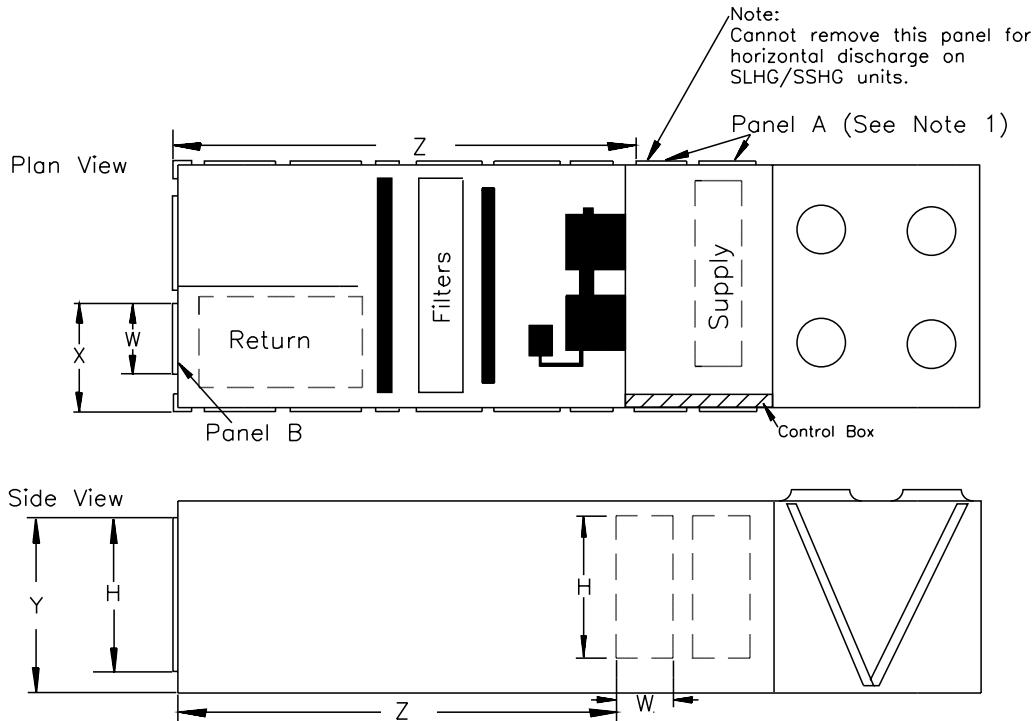 Note:
Cannot remove this panel for
horizontal discharge on
SLHG/SSHG units.
Panel A (See Note 1)
Plan View
Z
Filters
Supply
Return
X
W
Panel B
Control Box
Side View
Y
H
H
W.
Z